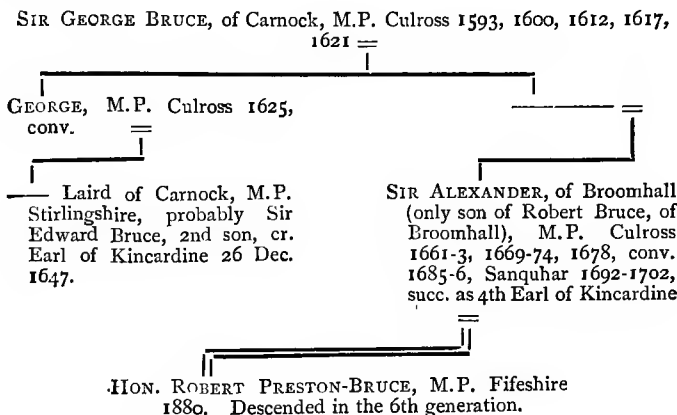 SIR GEORGE BRUCE, of Carnock, M.P. Culross 1593, 1600, 1612, 1617,
1621 =
GEORGE, M.P. Culross 1625,
conv. =
—— =
—— Laird of Carnock, M.P.
Stirlingshire, probably Sir
Edward Bruce, 2nd son, cr.
Earl of Kincardine 26 Dec.
1647.
SIR ALEXANDER, of Broomhall
(only son of Robert Bruce, of
Broomhall), M.P. Culross
1661-3, 1669-74, 1678, conv.
1685-6, Sanquhar 1692-1702,
succ. as 4th Earl of Kincardine
=
HON. ROBERT PRESTON-BRUCE, M.P. Fifeshire
1880. Descended in the 6th generation.